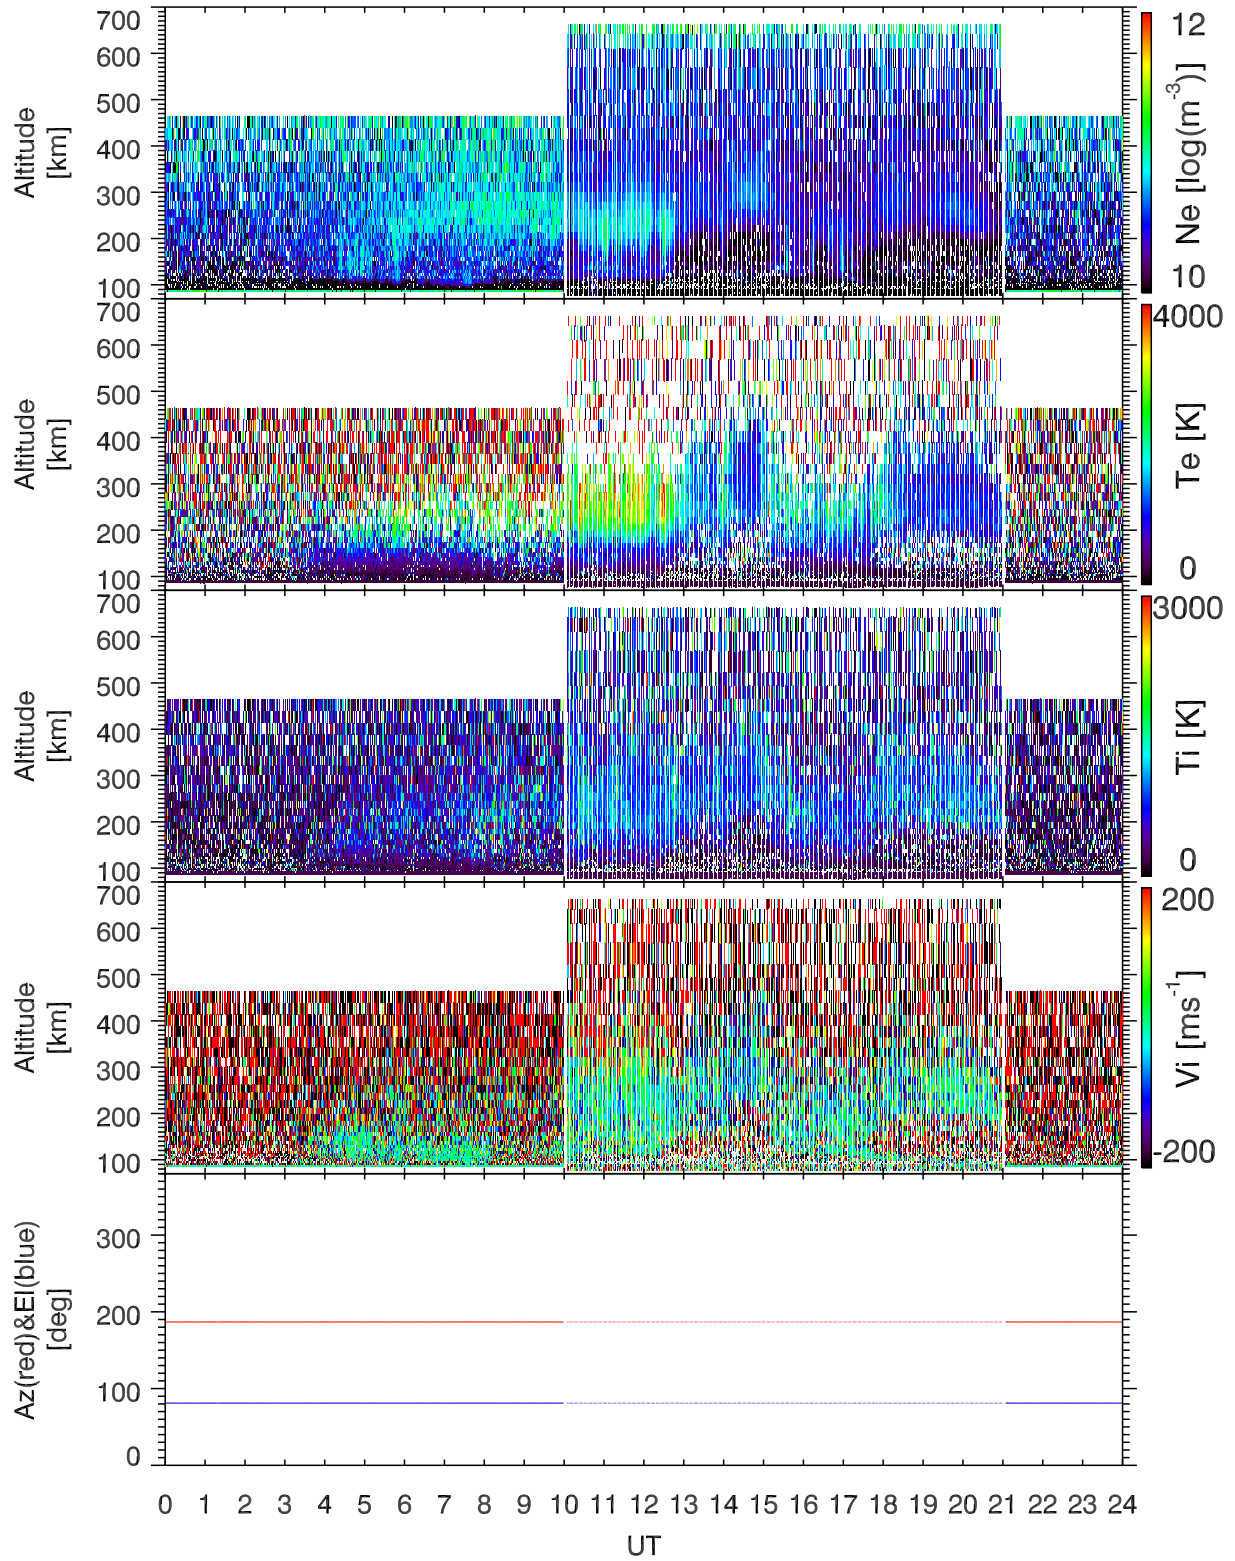 700
600
500
400
300
200
100
Altitude
[km]
12
Ne [log(m⁻³)]
10
700
600
500
400
300
200
100
Altitude
[km]
4000
Te [K]
0
700
600
500
400
300
200
100
Altitude
[km]
3000
Ti [K]
0
700
600
500
400
300
200
100
Altitude
[km]
200
Vi [ms⁻¹]
-200
300
200
100
0
Az(red)&El(blue)
[deg]
0 1 2 3 4 5 6 7 8 9 10 11 12 13 14 15 16 17 18 19 20 21 22 23 24
UT